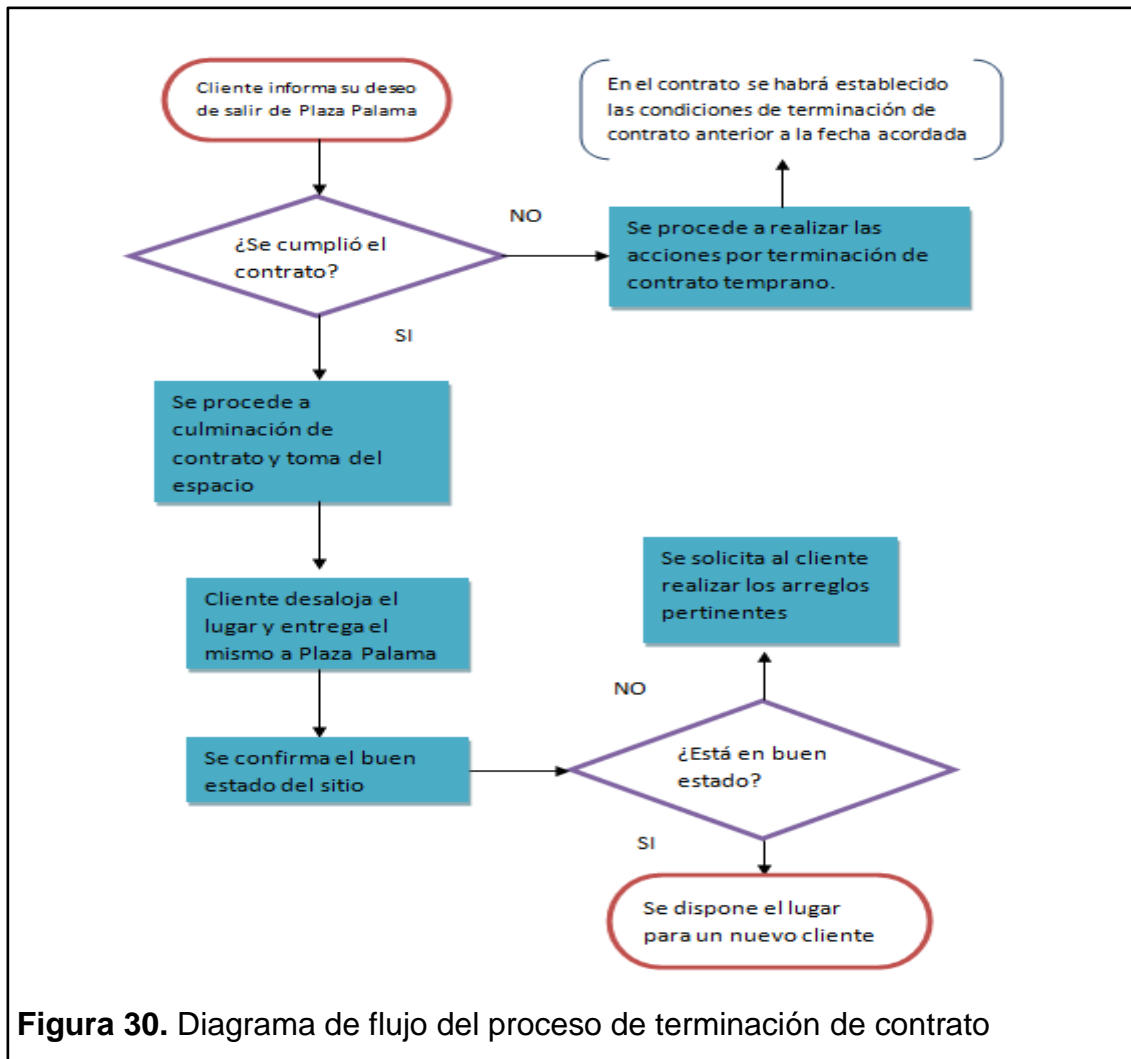 Cliente informa su deseo
de salir de Plaza Palama
En el contrato se habrá establecido
las condiciones de terminación de
contrato anterior a la fecha acordada
¿Se cumplió el
contrato?
NO
Se procede a realizar las
acciones por terminación de
contrato temprano.
SI
Se procede a
culminación de
contrato y toma del
espacio
Cliente desaloja el
lugar y entrega el
mismo a Plaza Palama
Se confirma el buen
estado del sitio
¿Está en buen
estado?
NO
Se solicita al cliente
realizar los arreglos
pertinentes
SI
Se dispone el lugar
para un nuevo cliente
Figura 30. Diagrama de flujo del proceso de terminación de contrato